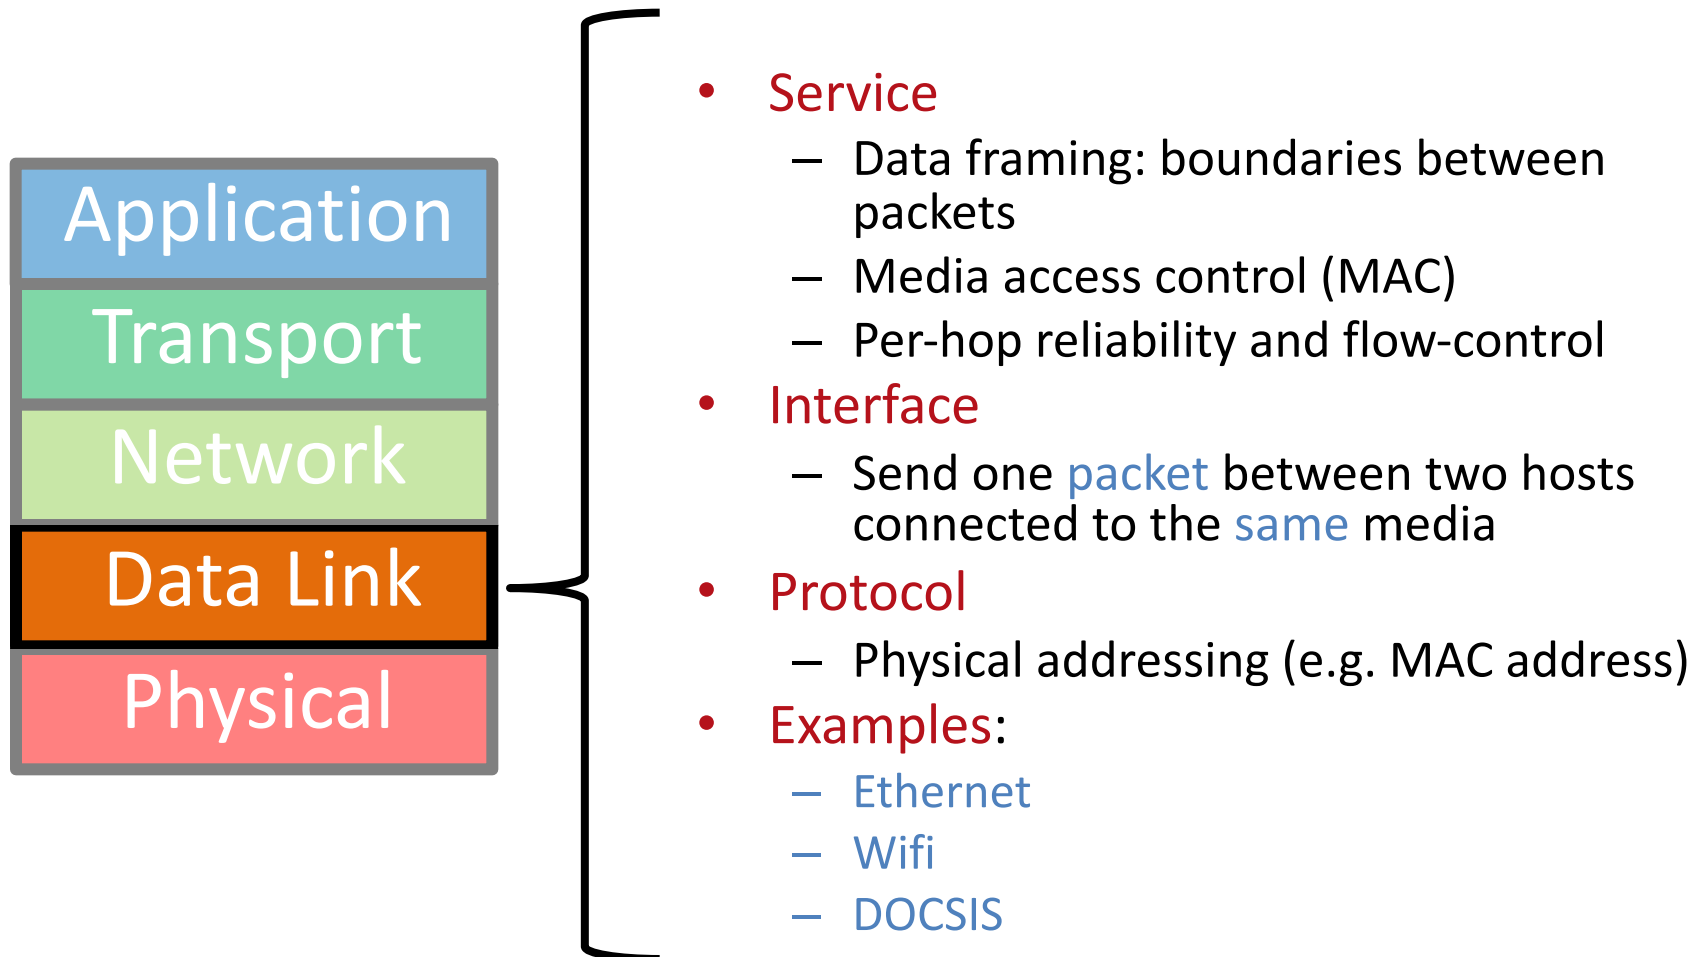 Application
Transport
Network
Data Link
Physical
• Service
– Data framing: boundaries between
packets
– Media access control (MAC)
– Per-hop reliability and flow-control
• Interface
– Send one packet between two hosts
connected to the same media
• Protocol
– Physical addressing (e.g. MAC address)
• Examples:
– Ethernet
– Wifi
– DOCSIS